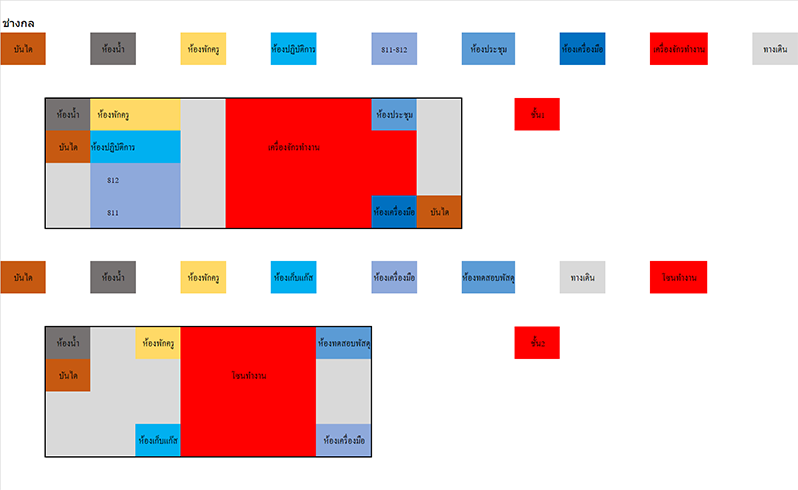 ช่างกล
บันได ห้องน้ำ ห้องพักครู ห้องปฏิบัติการ 811-812 ห้องประชุม ห้องเครื่องมือ เครื่องจักรทำงาน ทางเดิน
ห้องน้ำ ห้องพักครู ห้องประชุม ชั้น1
บันได ห้องปฏิบัติการ เครื่องจักรทำงาน
812
811 ห้องเครื่องมือ บันได
บันได ห้องน้ำ ห้องพักครู ห้องเก็บแก๊ส ห้องเครื่องมือ ห้องทดสอบพัสดุ ทางเดิน โซนทำงาน
ห้องน้ำ ห้องพักครู ห้องทดสอบพัสดุ ชั้น2
บันได โซนทำงาน
ห้องเก็บแก๊ส ห้องเครื่องมือ